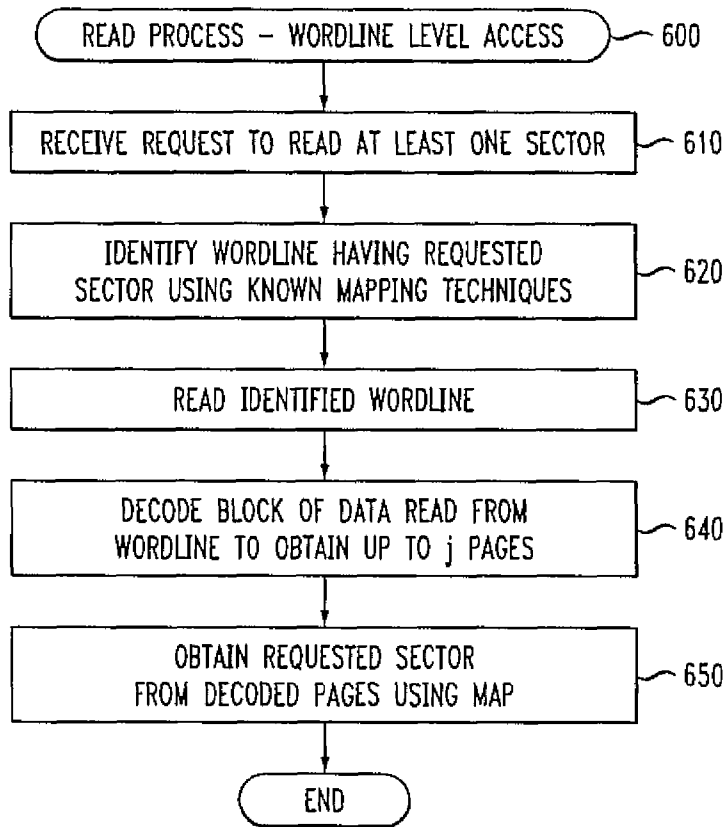 READ PROCESS - WORDLINE LEVEL ACCESS
600
RECEIVE REQUEST TO READ AT LEAST ONE SECTOR
610
IDENTIFY WORDLINE HAVING REQUESTED
SECTOR USING KNOWN MAPPING TECHNIQUES
620
READ IDENTIFIED WORDLINE
630
DECODE BLOCK OF DATA READ FROM
WORDLINE TO OBTAIN UP TO j PAGES
640
OBTAIN REQUESTED SECTOR
FROM DECODED PAGES USING MAP
650
END